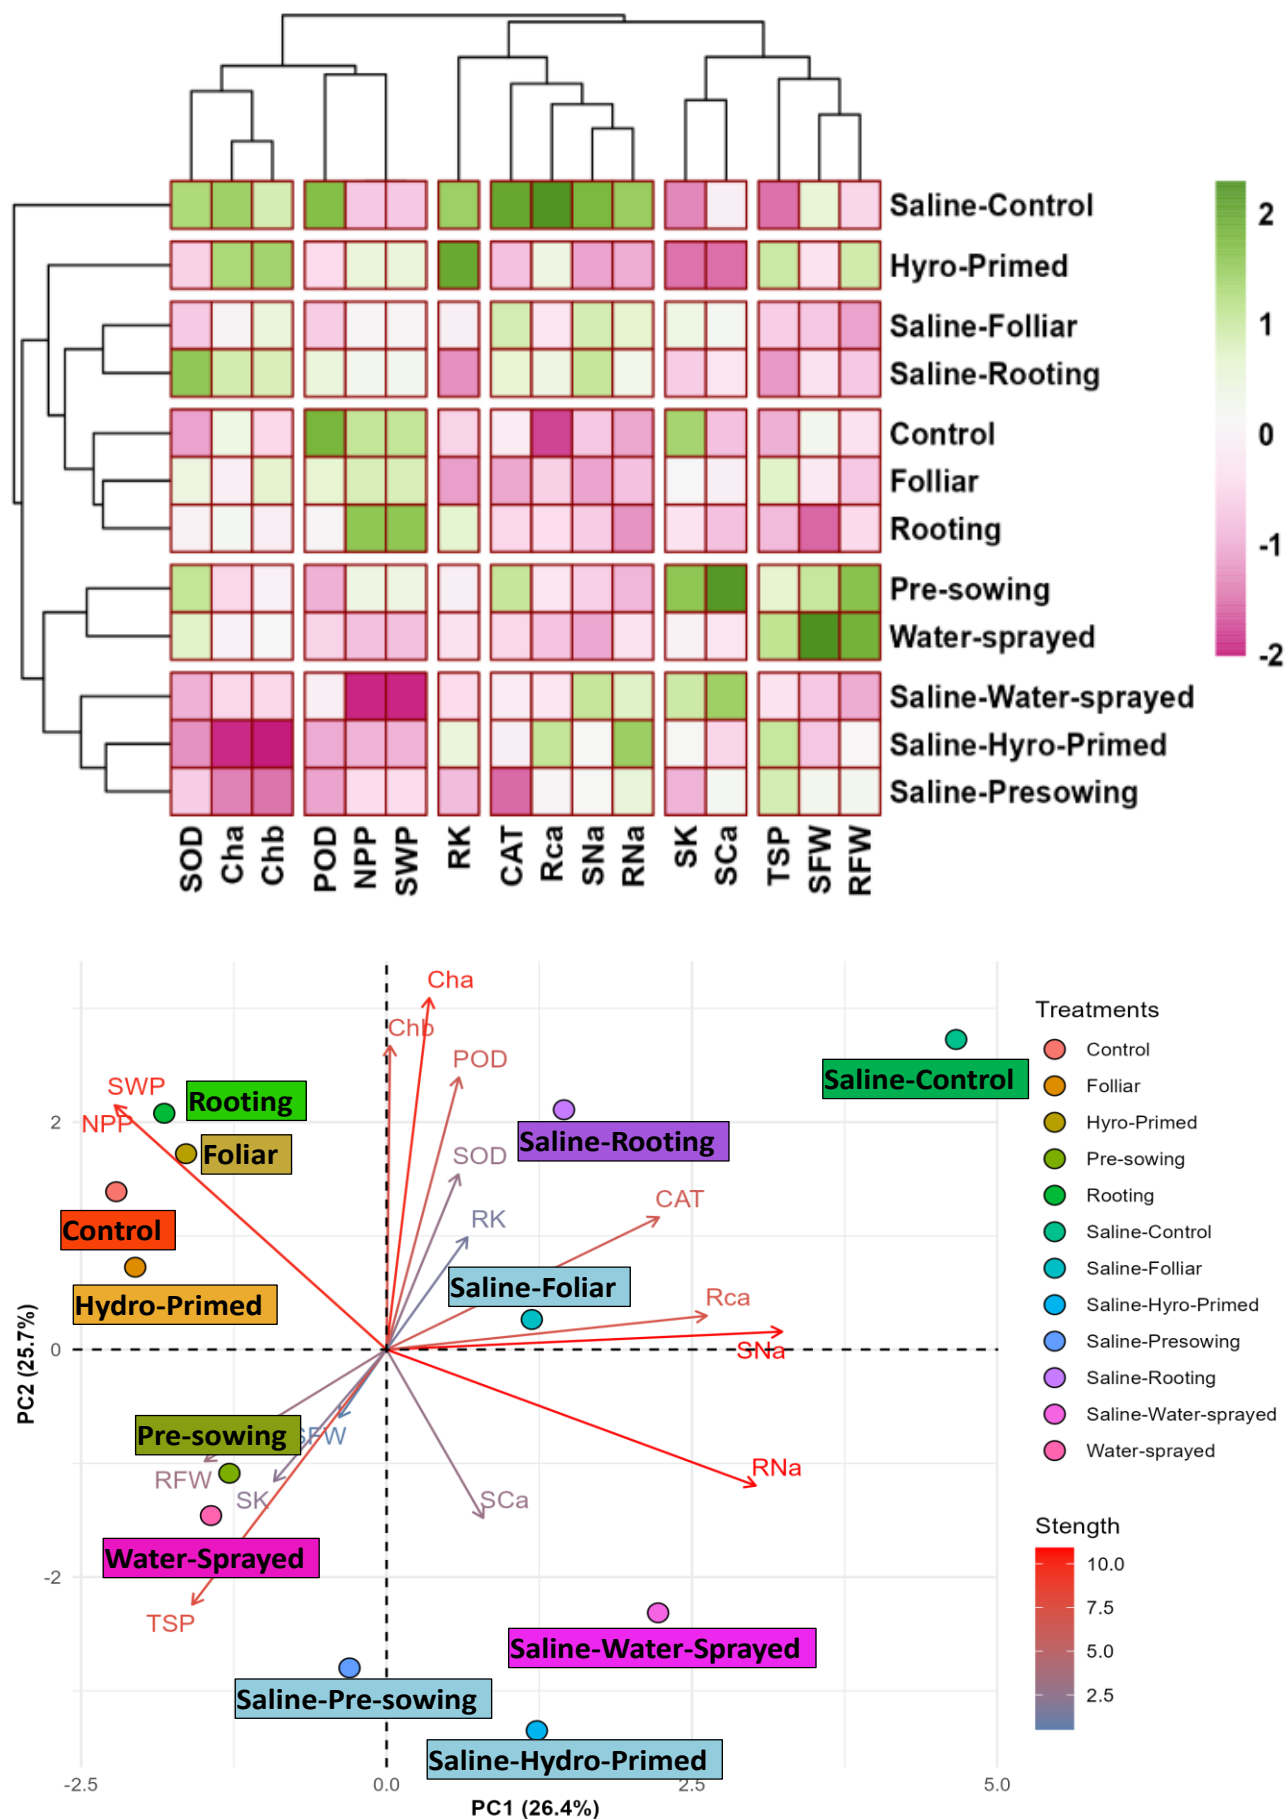 Saline-Control
Hyro-Primed
Saline-Folliar
Saline-Rooting
Control
Folliar
Rooting
Pre-sowing
Water-sprayed
Saline-Water-sprayed
Saline-Hyro-Primed
Saline-Presowing
2
1
0
-1
-2
SOD Cha Chb POD NPP SWP RK CAT Rca SNa RNa SK SCa TSP SFW RFW
Cha
Chb
POD
SWP
NPP
Rooting
Foliar
Control
Hydro-Primed
SOD
RK
CAT
Saline-Control
Saline-Rooting
Saline-Foliar
Rca
SNa
RNa
SCa
Pre-sowing
SFW
RFW
SK
Water-Sprayed
TSP
Saline-Water-Sprayed
Saline-Pre-sowing
Saline-Hydro-Primed
2
0
-2
PC2 (25.7%)
-2.5 0.0 2.5 5.0
PC1 (26.4%)
Treatments
Control
Folliar
Hyro-Primed
Pre-sowing
Rooting
Saline-Control
Saline-Folliar
Saline-Hyro-Primed
Saline-Presowing
Saline-Rooting
Saline-Water-sprayed
Water-sprayed
Stength
10.0
7.5
5.0
2.5